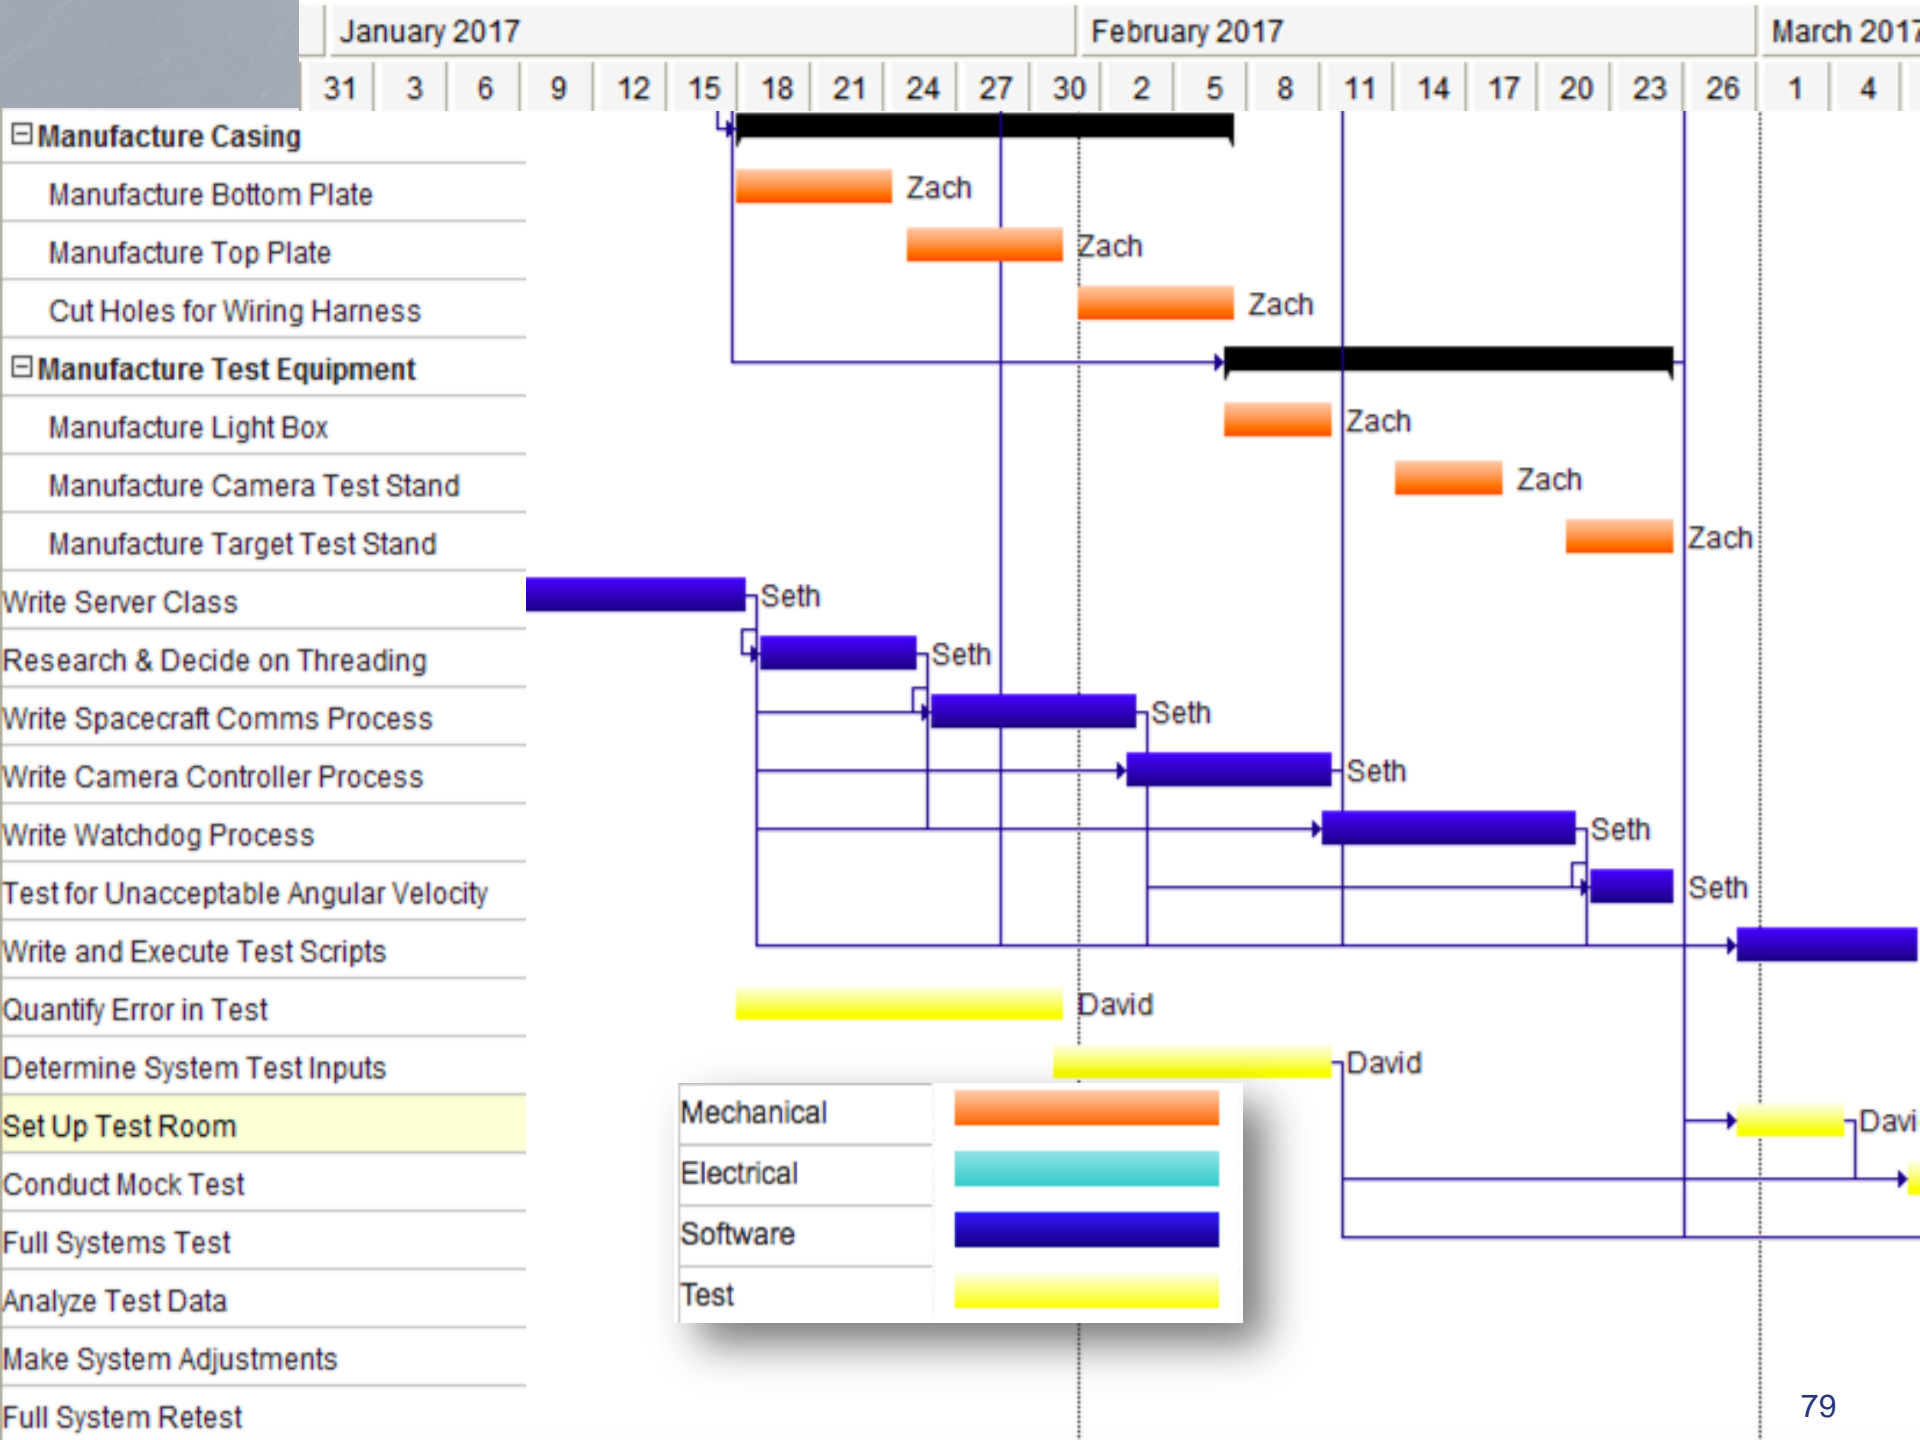 January 2017 February 2017 March 2017
31 3 6 9 12 15 18 21 24 27 30 2 5 8 11 14 17 20 23 26 1 4
Manufacture Casing
Manufacture Bottom Plate Zach
Manufacture Top Plate Zach
Cut Holes for Wiring Harness Zach
Manufacture Test Equipment
Manufacture Light Box Zach
Manufacture Camera Test Stand Zach
Manufacture Target Test Stand Zach
Write Server Class Seth
Research & Decide on Threading Seth
Write Spacecraft Comms Process Seth
Write Camera Controller Process Seth
Write Watchdog Process Seth
Test for Unacceptable Angular Velocity Seth
Write and Execute Test Scripts
Quantify Error in Test David
Determine System Test Inputs David
Set Up Test Room Davi
Conduct Mock Test
Full Systems Test
Analyze Test Data
Make System Adjustments
Full System Retest
Mechanical
Electrical
Software
Test
79